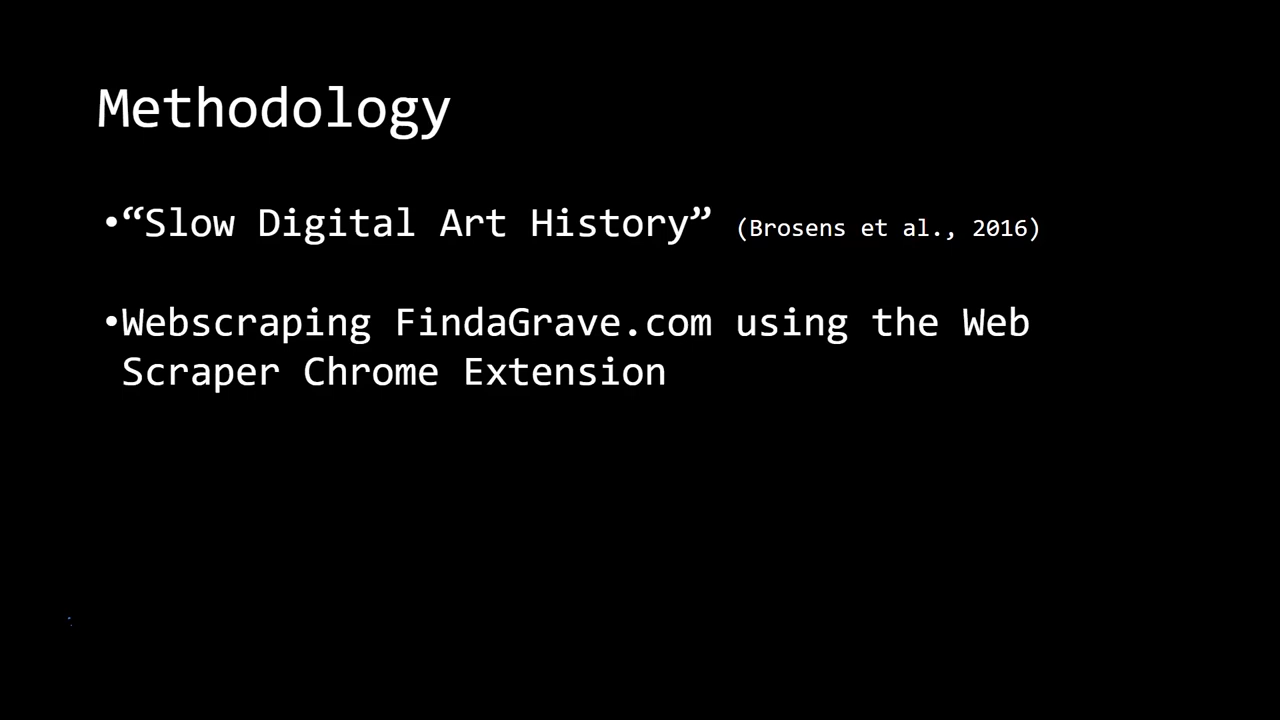 Methodology
•“Slow Digital Art History” (Brosens et al., 2016)
•Webscraping FindaGrave.com using the Web
Scraper Chrome Extension